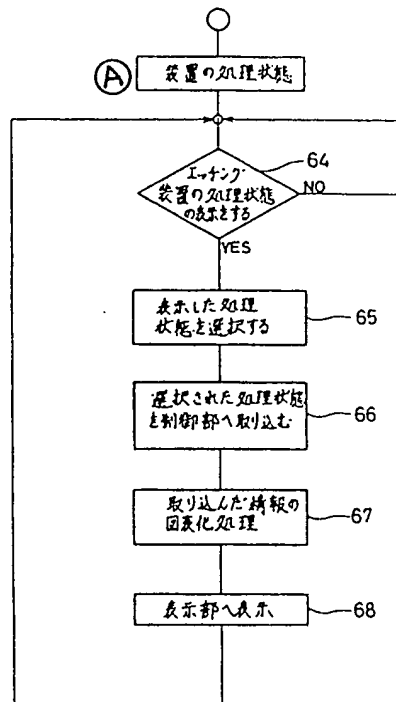 A
装置の処理状態
エッチング
装置の処理状態
の表示をする
64
NO
YES
表示した処理
状態を選択する
65
選択された処理状態
を制御部へ取り込む
66
取り込んだ情報の
図表化処理
67
表示部へ表示
68